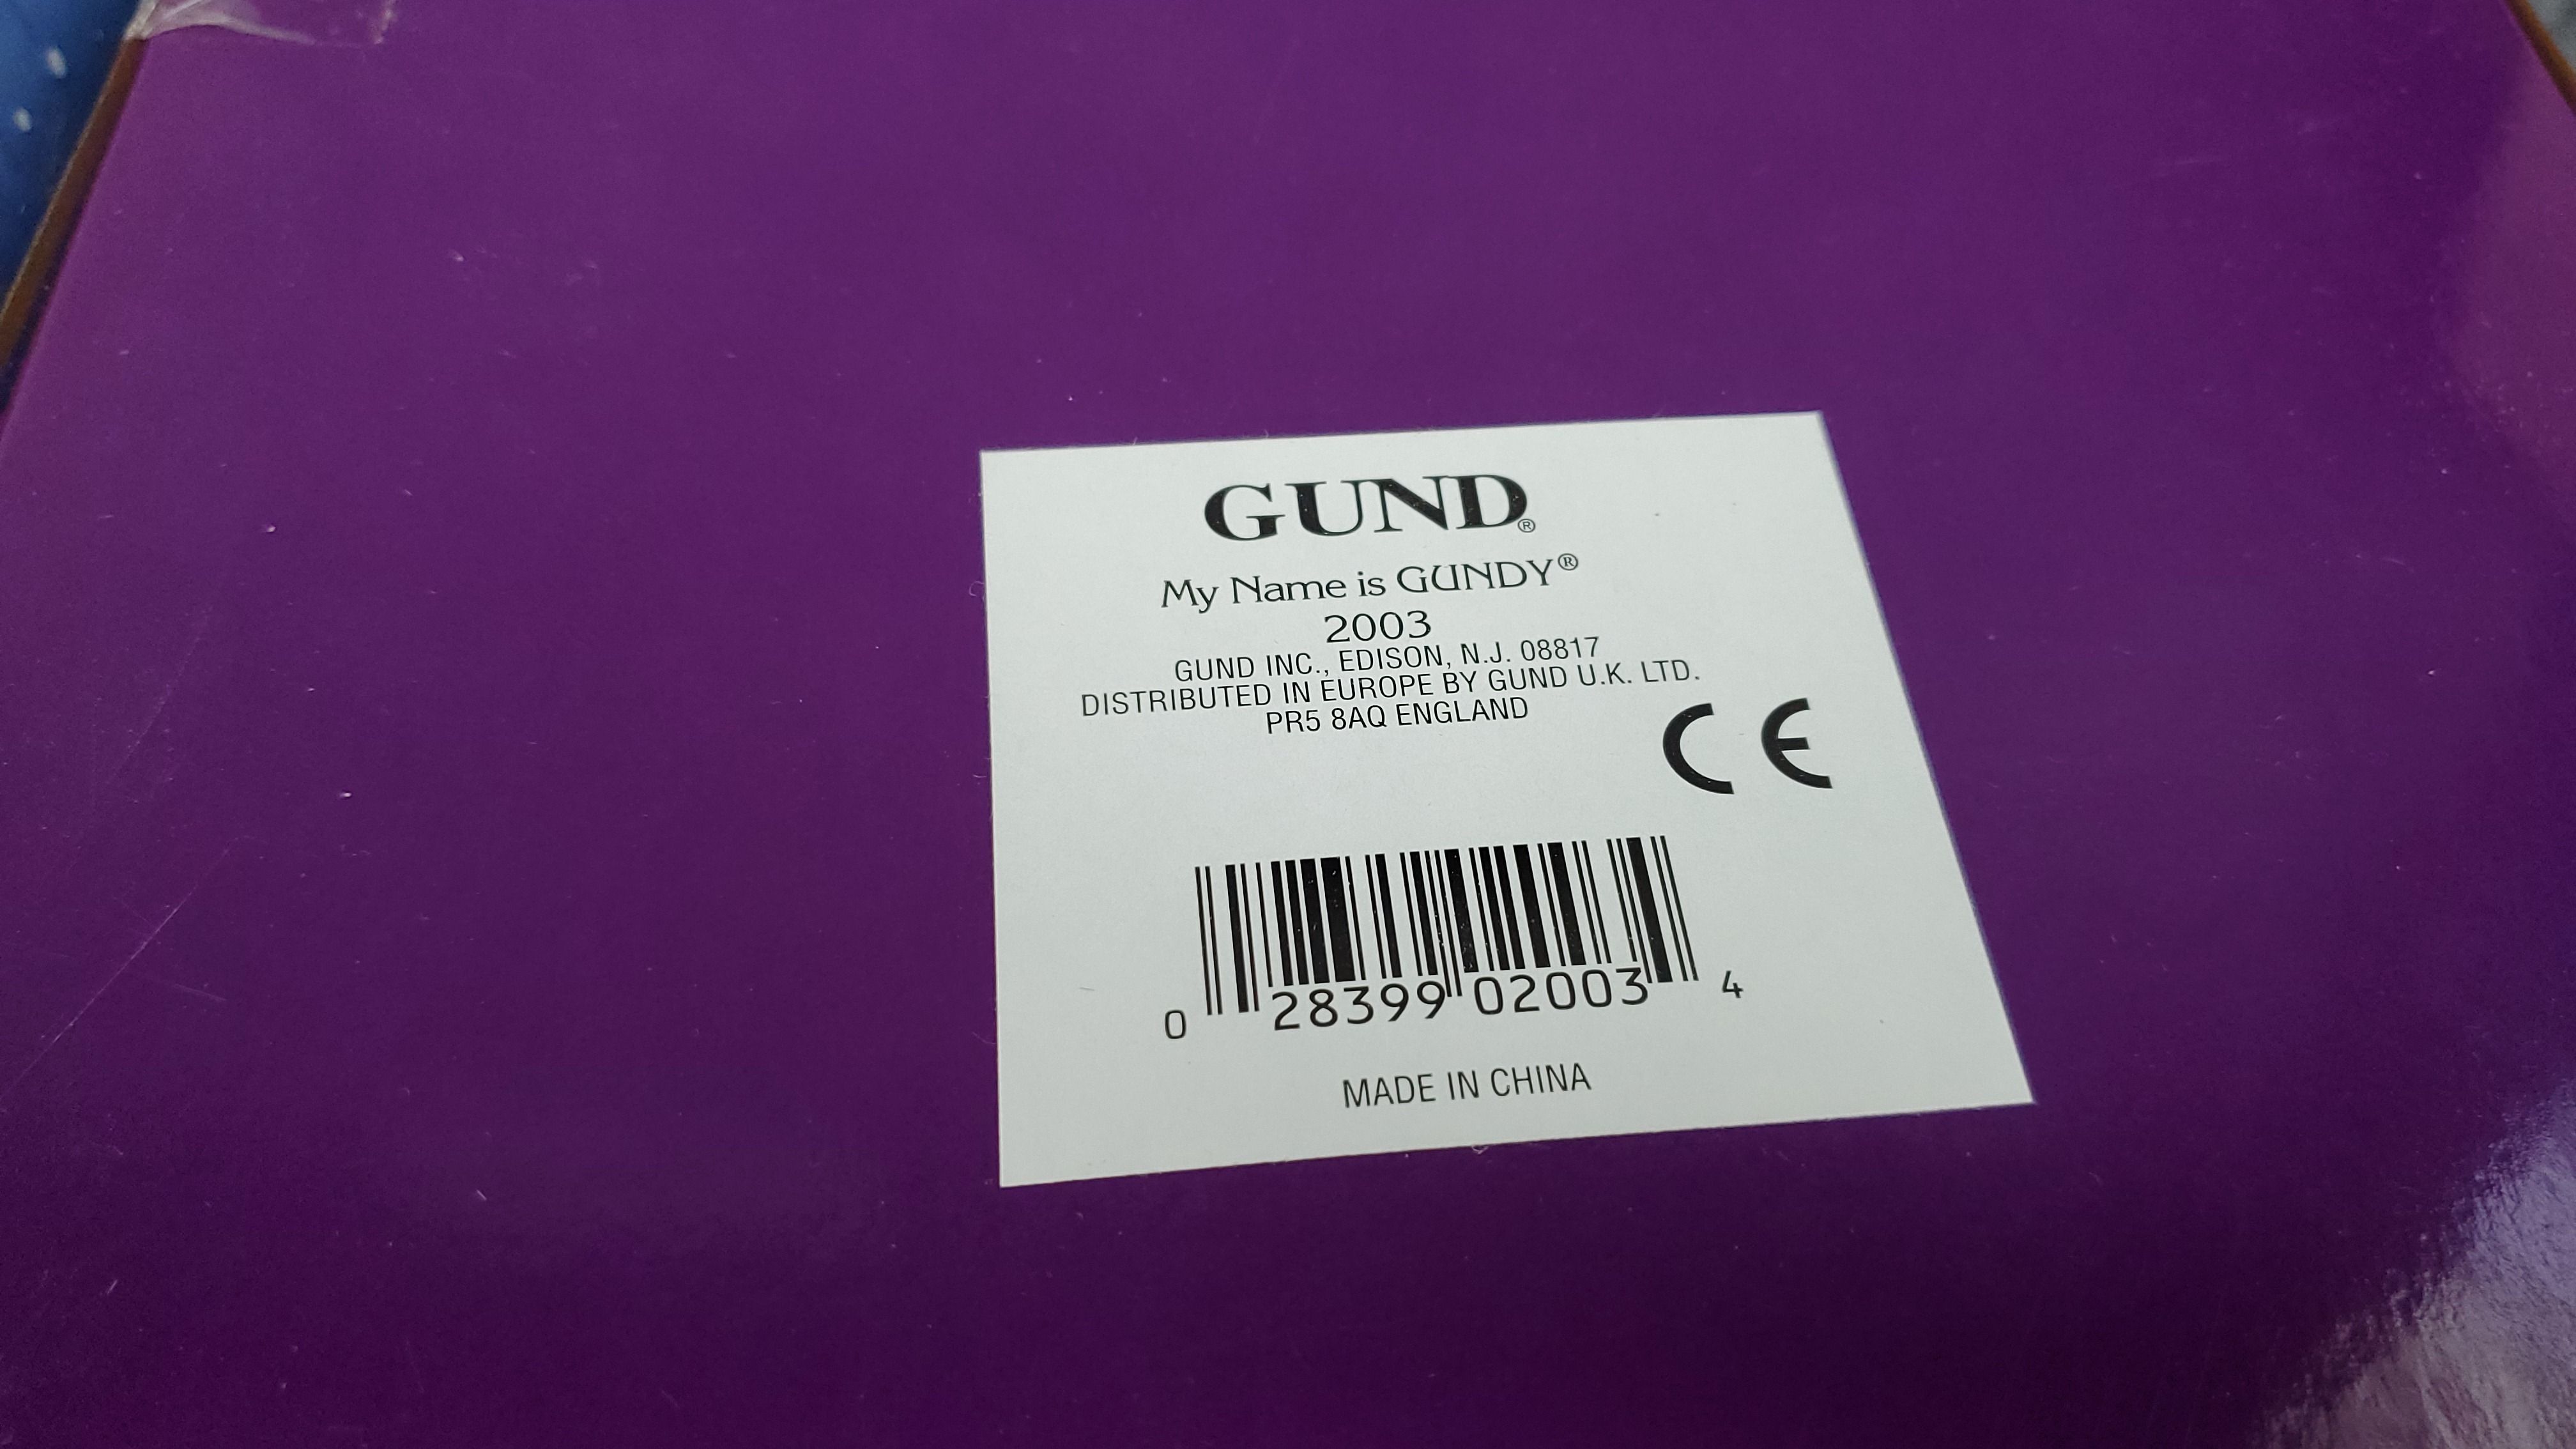 GUND®
My Name is GUNDY®
2003
GUND INC., EDISON, N.J. 08817
DISTRIBUTED IN EUROPE BY GUND U.K. LTD.
PR5 8AQ ENGLAND
CE
0 28399 02003 4
MADE IN CHINA